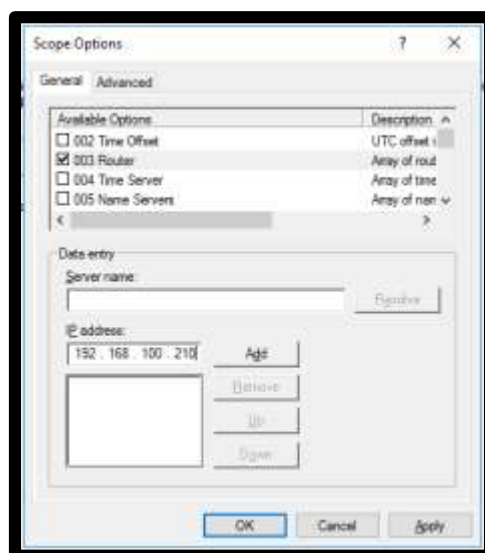 Scope Options ? ×
General Advanced
Available Options Description
002 Time Offset UTC offset i
003 Router Array of rout
004 Time Server Array of time
005 Name Servers Array of nam
Data entry
Server name:
Resolve
IP address:
192 . 168 . 100 . 210 Add
Remove
Up
Down
OK Cancel Apply